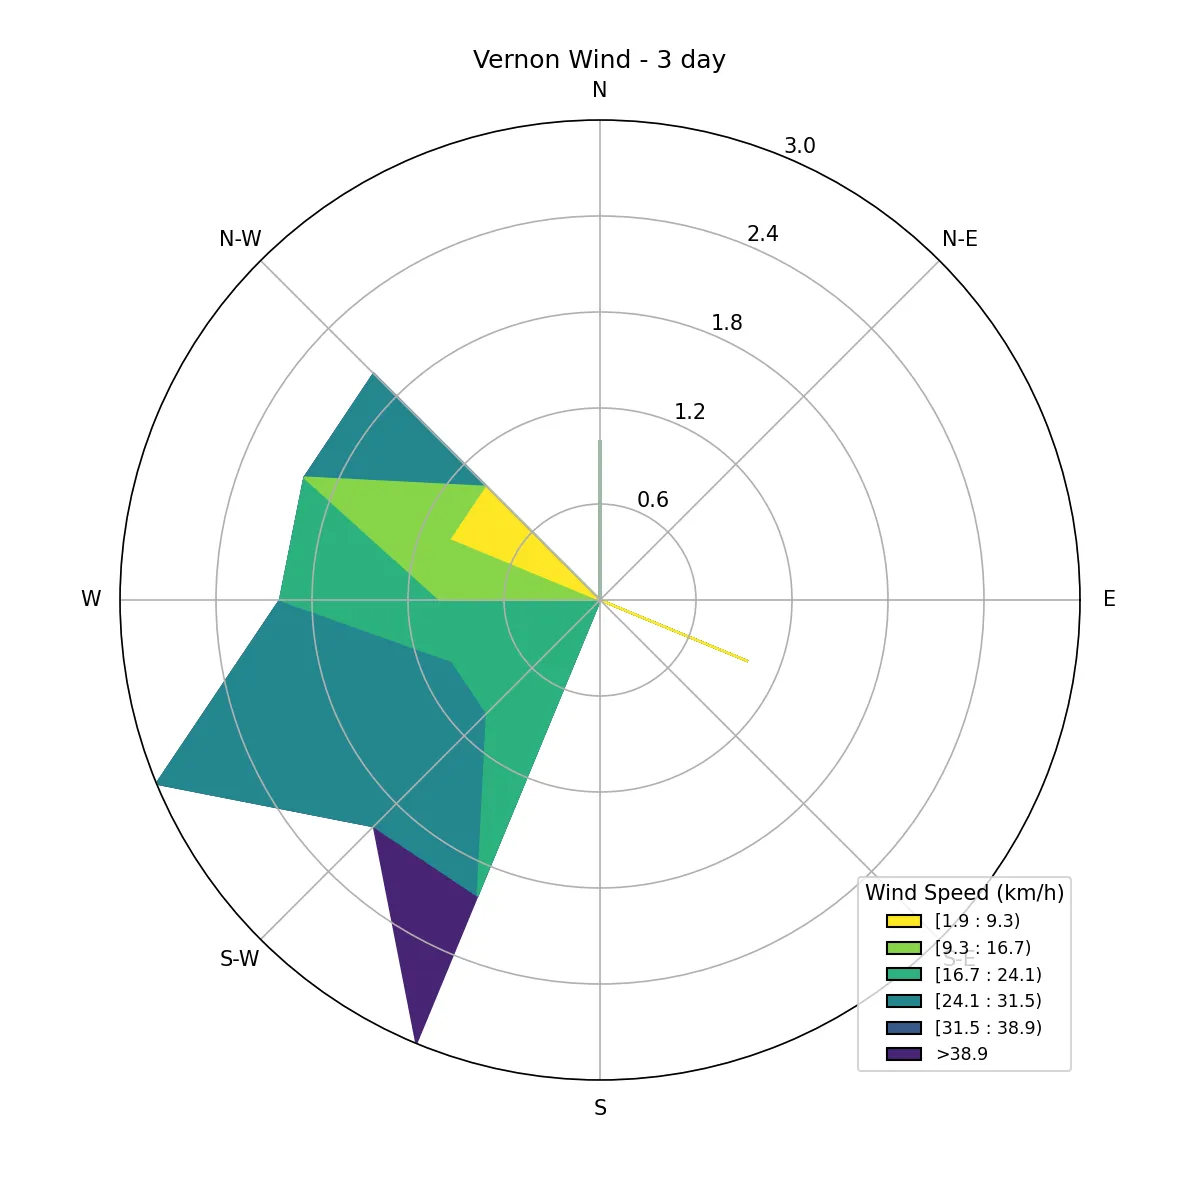 Vernon Wind - 3 day
N
3.0
N-W
N-E
2.4
1.8
1.2
0.6
W
E
S-W
S-E
S
Wind Speed (km/h)
[1.9 : 9.3)
[9.3 : 16.7)
[16.7 : 24.1)
[24.1 : 31.5)
[31.5 : 38.9)
>38.9